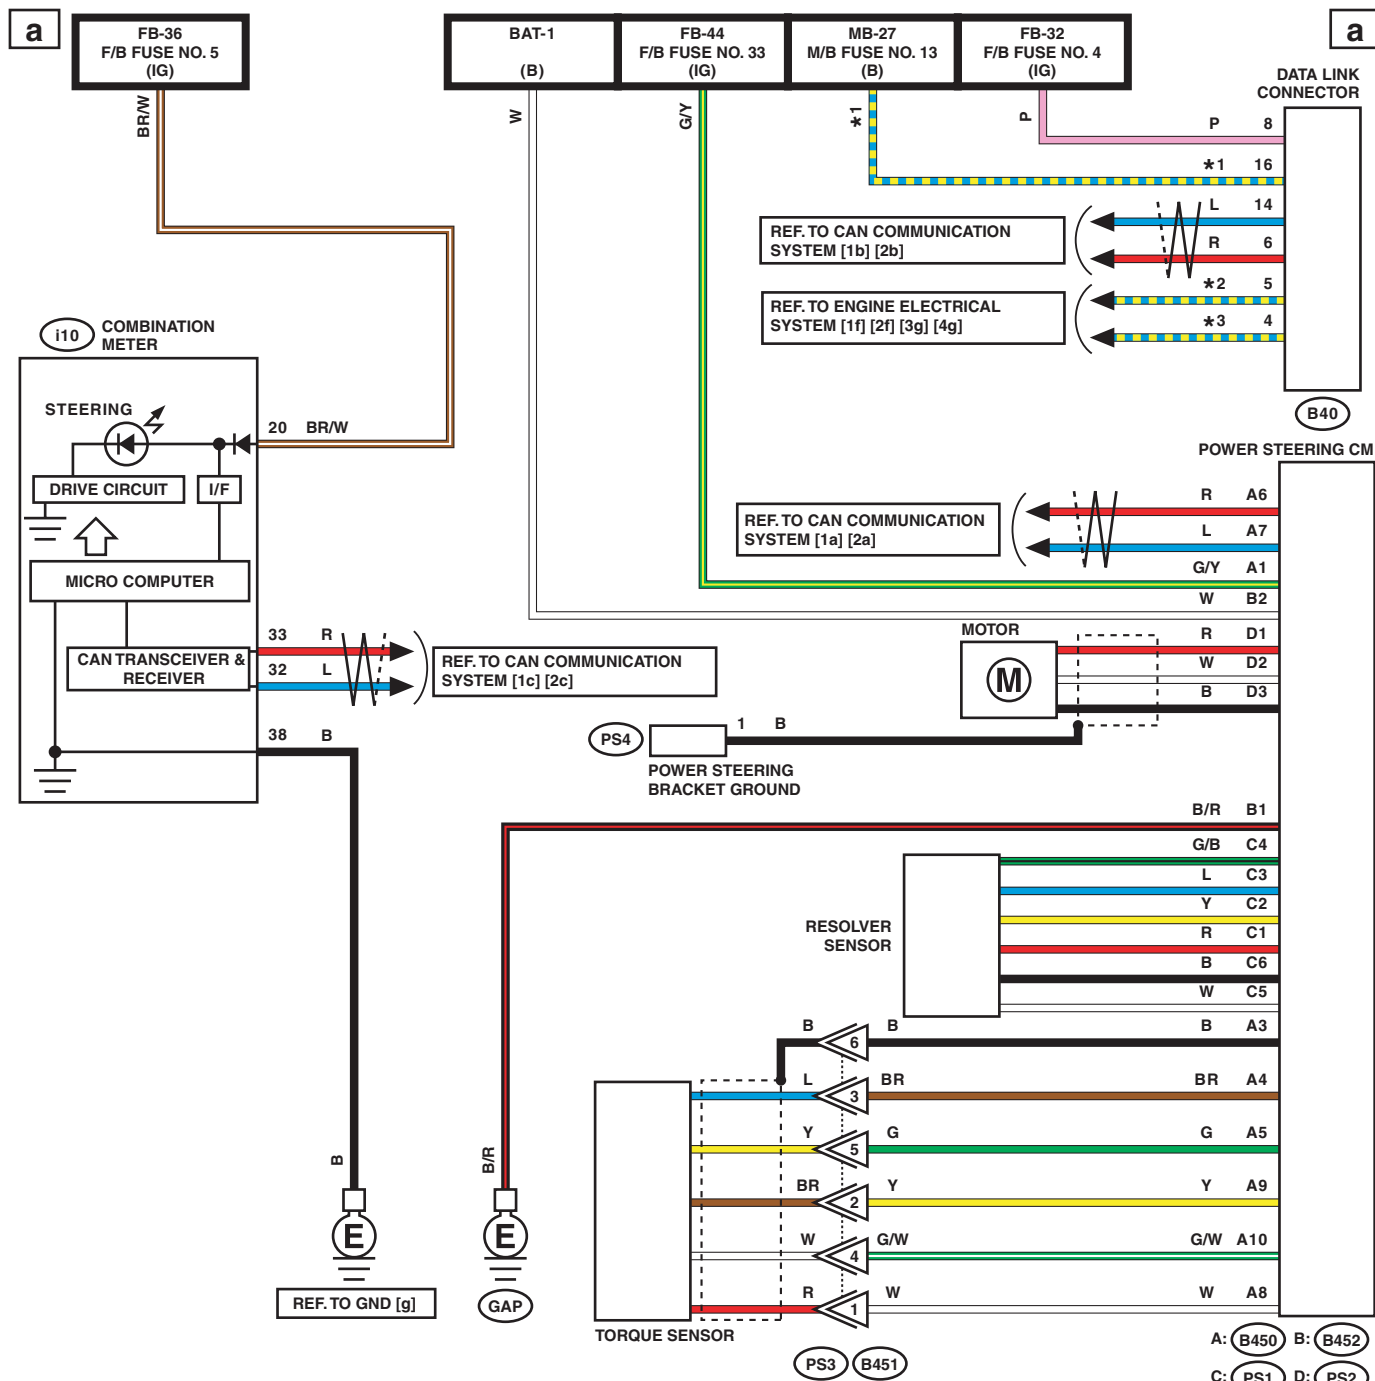 a
FB-36
F/B FUSE NO. 5
(IG)
BAT-1
(B)
FB-44
F/B FUSE NO. 33
(IG)
MB-27
M/B FUSE NO. 13
(B)
FB-32
F/B FUSE NO. 4
(IG)
a
DATA LINK
CONNECTOR
BR/W
W
G/Y
*1
P
P 8
*1 16
L 14
R 6
*2 5
*3 4
REF. TO CAN COMMUNICATION
SYSTEM [1b] [2b]
REF. TO ENGINE ELECTRICAL
SYSTEM [1f] [2f] [3g] [4g]
B40
i10
COMBINATION
METER
STEERING
20 BR/W
DRIVE CIRCUIT
I/F
MICRO COMPUTER
CAN TRANSCEIVER &
RECEIVER
33 R
32 L
REF. TO CAN COMMUNICATION
SYSTEM [1c] [2c]
38 B
POWER STEERING CM
REF. TO CAN COMMUNICATION
SYSTEM [1a] [2a]
R A6
L A7
G/Y A1
W B2
MOTOR
M
R D1
W D2
B D3
PS4
1 B
POWER STEERING
BRACKET GROUND
B/R B1
G/B C4
L C3
Y C2
R C1
B C6
W C5
RESOLVER
SENSOR
B 6 B B A3
L 3 BR BR A4
Y 5 G G A5
BR 2 Y Y A9
W 4 G/W G/W A10
R 1 W W A8
B
B/R
E
E
REF. TO GND [g]
GAP
TORQUE SENSOR
PS3
B451
A: B450 B: B452
C: PS1 D: PS2